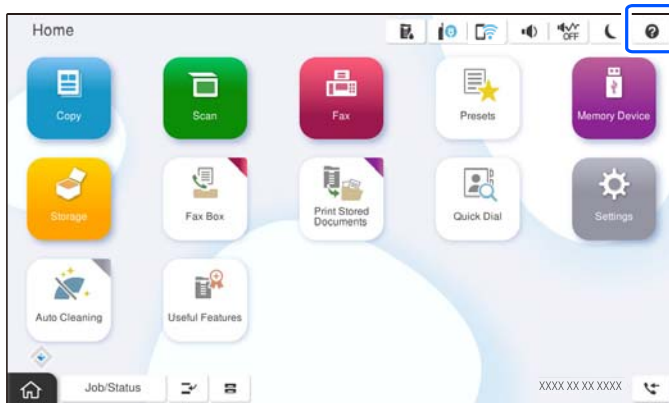 Home
OFF
Copy
Scan
Fax
Presets
Memory Device
Storage
Fax Box
Print Stored
Documents
Quick Dial
Settings
Auto Cleaning
Useful Features
Job/Status
XXXX XX XX XXXX